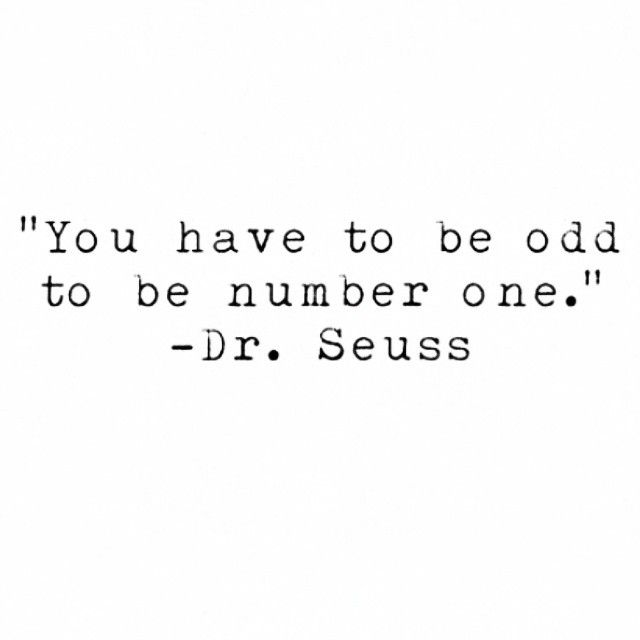 "You have to be odd
to be number one."
-Dr. Seuss